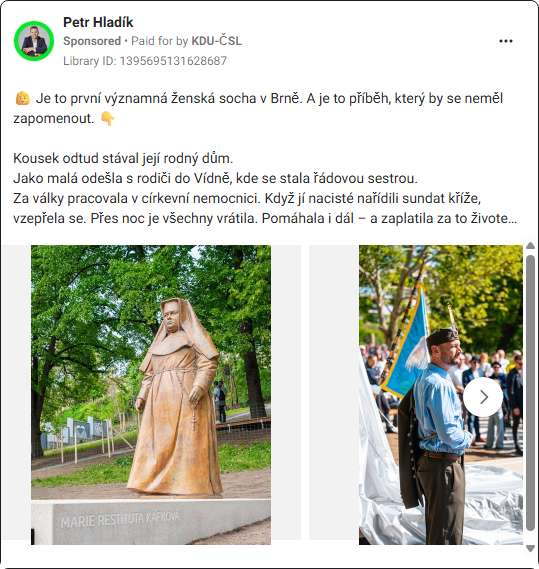 Petr Hladík
Sponsored • Paid for by KDU-ČSL
Library ID: 1395695131628687
👩 Je to první významná ženská socha v Brně. A je to příběh, který by se neměl
zapomenout. 👇
Kousek odtud stával její rodný dům.
Jako malá odešla s rodiči do Vídně, kde se stala řádovou sestrou.
Za války pracovala v církevní nemocnici. Když jí nacisté nařídili sundat kříže,
vzepřela se. Přes noc je všechny vrátila. Pomáhala i dál – a zaplatila za to živote...
MARIE RESTITUTA KAFKOVÁ